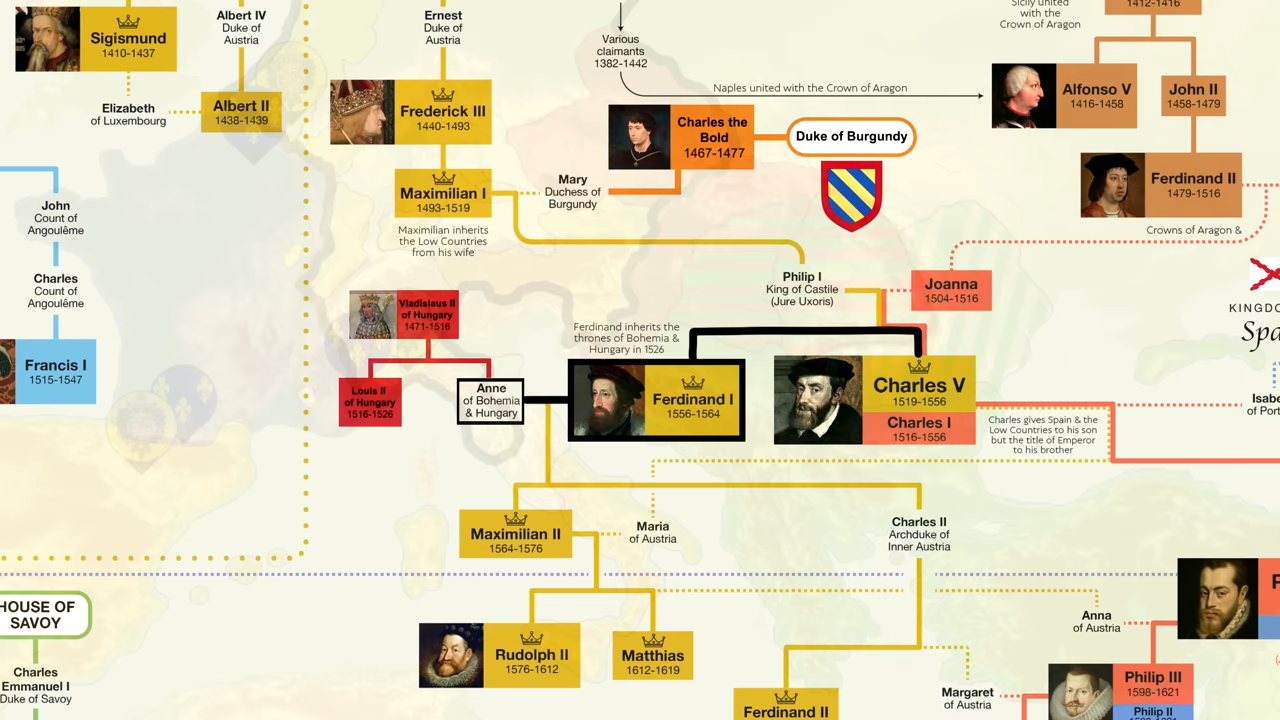 Sigismund
1410-1437
Albert IV
Duke of
Austria
Elizabeth
of Luxembourg
Albert II
1438-1439
Ernest
Duke of
Austria
Frederick III
1440-1493
Maximilian I
1493-1519
Maximilian inherits
the Low Countries
from his wife
Various
claimants
1382-1442
Naples united with the Crown of Aragon
Charles the
Bold
1467-1477
Duke of Burgundy
Mary
Duchess of
Burgundy
Sicily united
with the
Crown of Aragon
1412-1416
Alfonso V
1416-1458
John II
1458-1479
Ferdinand II
1479-1516
Crowns of Aragon &
John
Count of
Angoulême
Charles
Count of
Angoulême
Francis I
1515-1547
Philip I
King of Castile
(Jure Uxoris)
Joanna
1504-1516
KINGDO
Spa
Vladislaus II
of Hungary
1471-1516
Louis II
of Hungary
1516-1526
Anne
of Bohemia
& Hungary
Ferdinand inherits the
thrones of Bohemia &
Hungary in 1526
Ferdinand I
1556-1564
Charles V
1519-1556
Charles I
1516-1556
Charles gives Spain & the
Low Countries to his son
but the title of Emperor
to his brother
Isabe
of Port
Maximilian II
1564-1576
Maria
of Austria
Charles II
Archduke of
Inner Austria
HOUSE OF
SAVOY
Charles
Emmanuel I
Duke of Savoy
Rudolph II
1576-1612
Matthias
1612-1619
Ferdinand II
Anna
of Austria
Margaret
of Austria
Philip III
1598-1621
Philip II